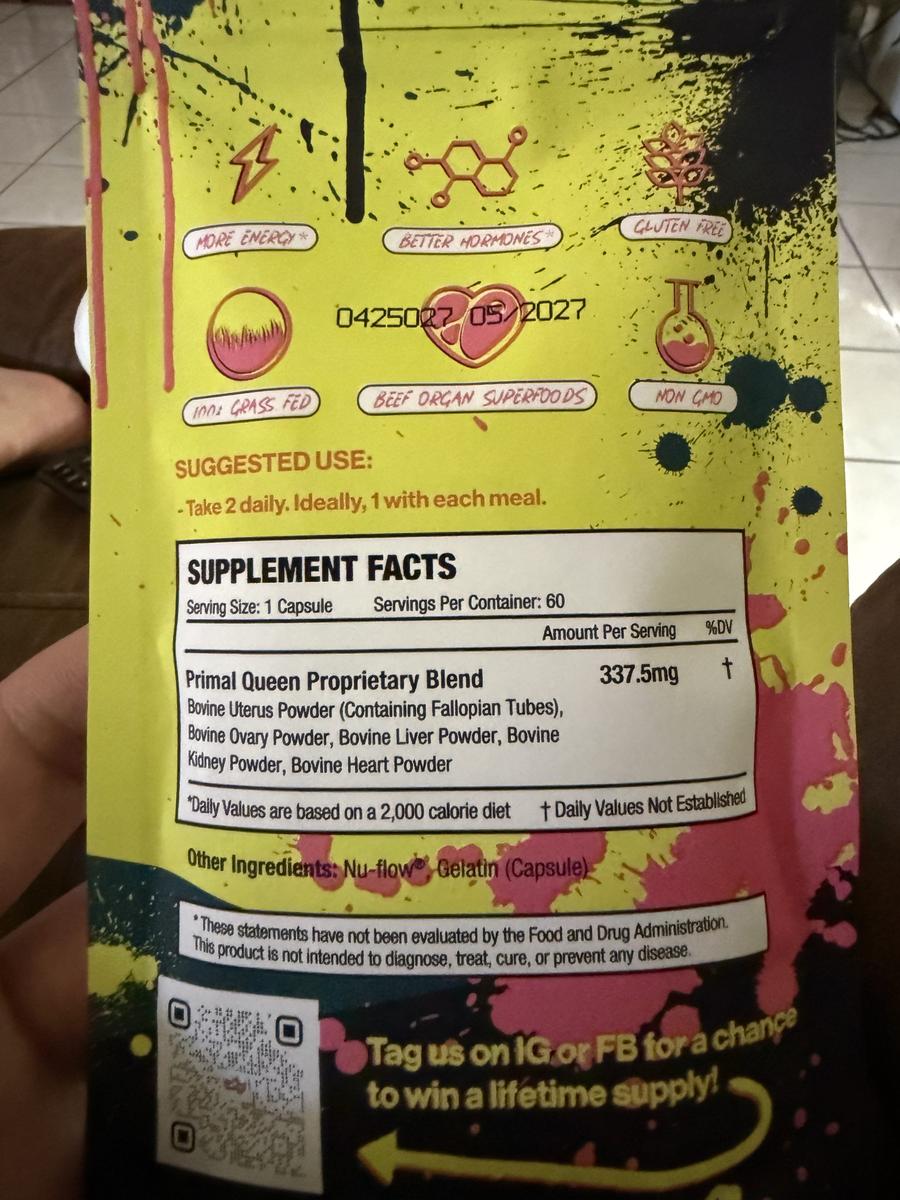 MORE ENERGY*
BETTER HORMONES*
GLUTEN FREE
0425027 05/2027
100% GRASS FED
BEEF ORGAN SUPERFOODS
NON GMO
SUGGESTED USE:
- Take 2 daily. Ideally, 1 with each meal.
SUPPLEMENT FACTS
Serving Size: 1 Capsule Servings Per Container: 60
Amount Per Serving %DV
Primal Queen Proprietary Blend 337.5mg †
Bovine Uterus Powder (Containing Fallopian Tubes),
Bovine Ovary Powder, Bovine Liver Powder, Bovine
Kidney Powder, Bovine Heart Powder
*Daily Values are based on a 2,000 calorie diet † Daily Values Not Established
Other Ingredients: Nu-flow®, Gelatin (Capsule)
*These statements have not been evaluated by the Food and Drug Administration.
This product is not intended to diagnose, treat, cure, or prevent any disease.
Tag us on IG or FB for a chance
to win a lifetime supply!